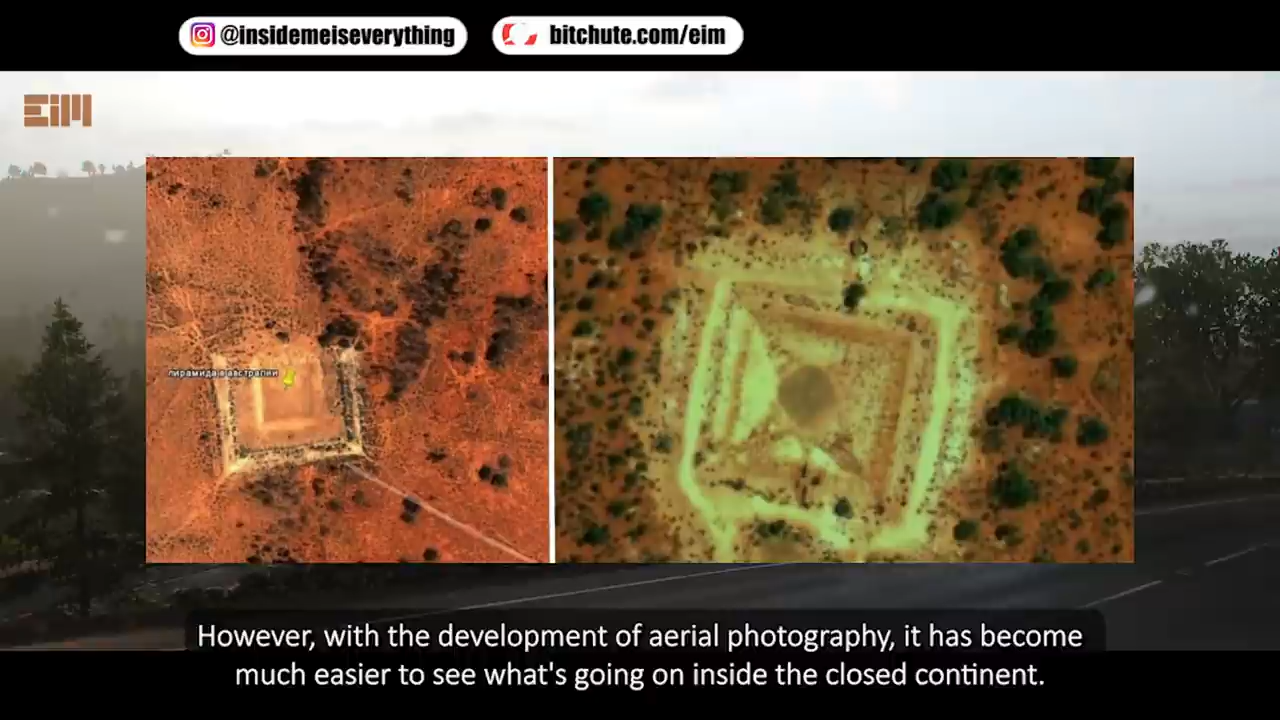 @insidemeiseverything
bitchute.com/eim
EiM
пирамида в австралии
However, with the development of aerial photography, it has become
much easier to see what's going on inside the closed continent.